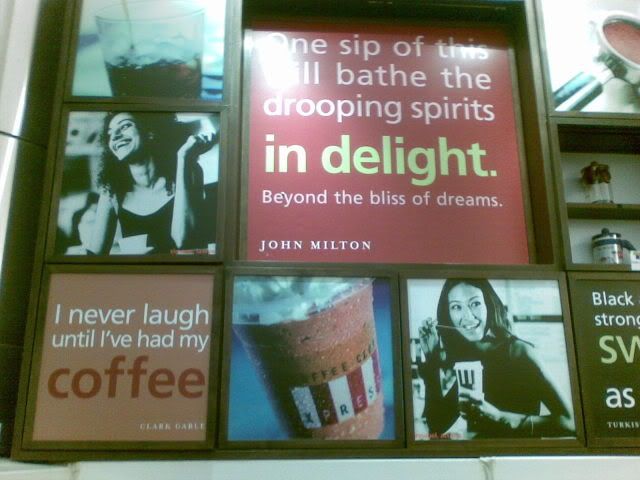 One sip of this
will bathe the
drooping spirits
in delight.
Beyond the bliss of dreams.
JOHN MILTON
I never laugh
until I've had my
coffee
CLARK GABLE
Black
strong
SW
as
TURKIS